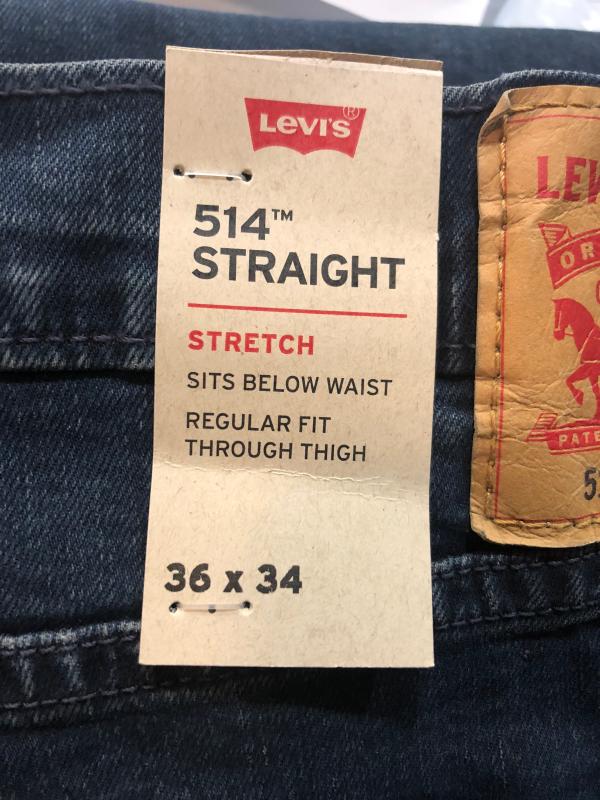 LEVI'S®
514™
STRAIGHT
STRETCH
SITS BELOW WAIST
REGULAR FIT
THROUGH THIGH
36 x 34